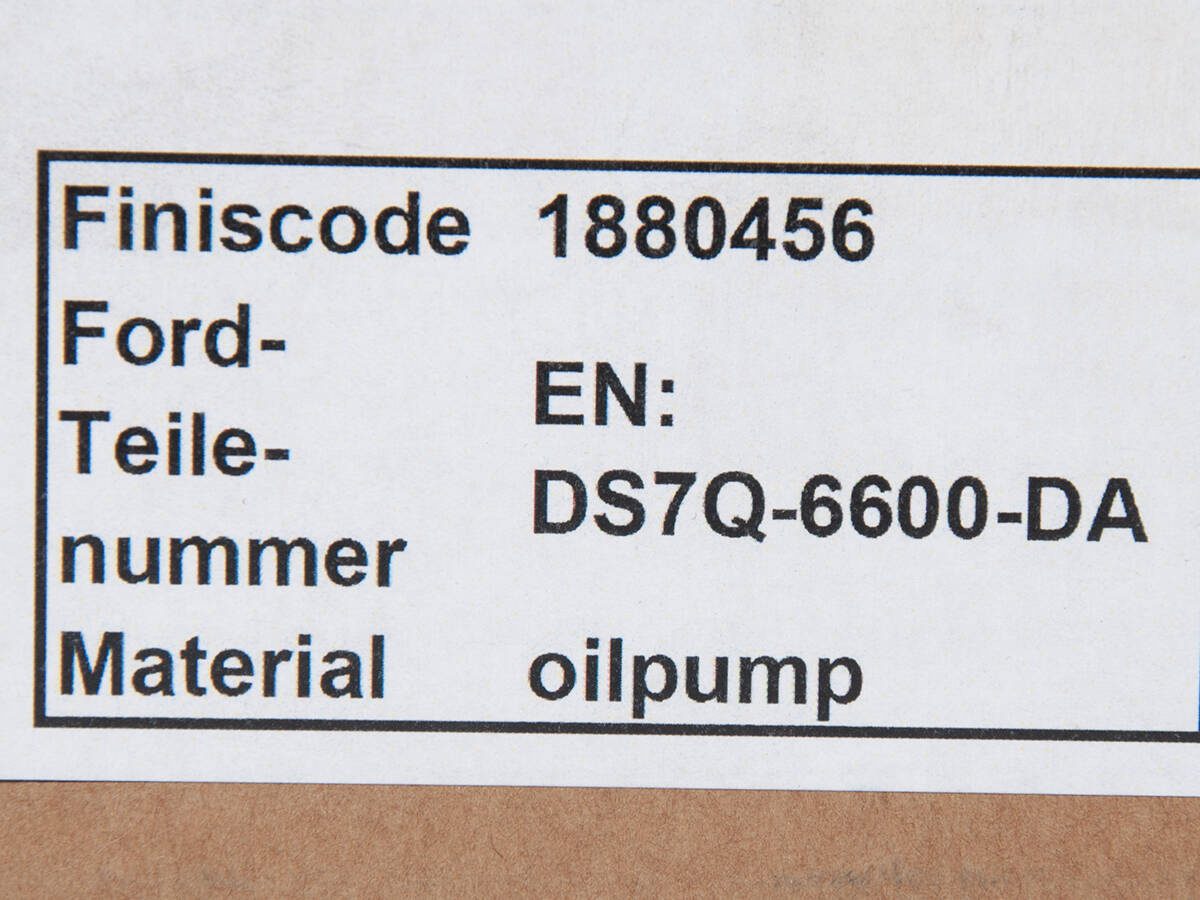 Finiscode 1880456
Ford-
Teile-
nummer
EN:
DS7Q-6600-DA
Material oilpump